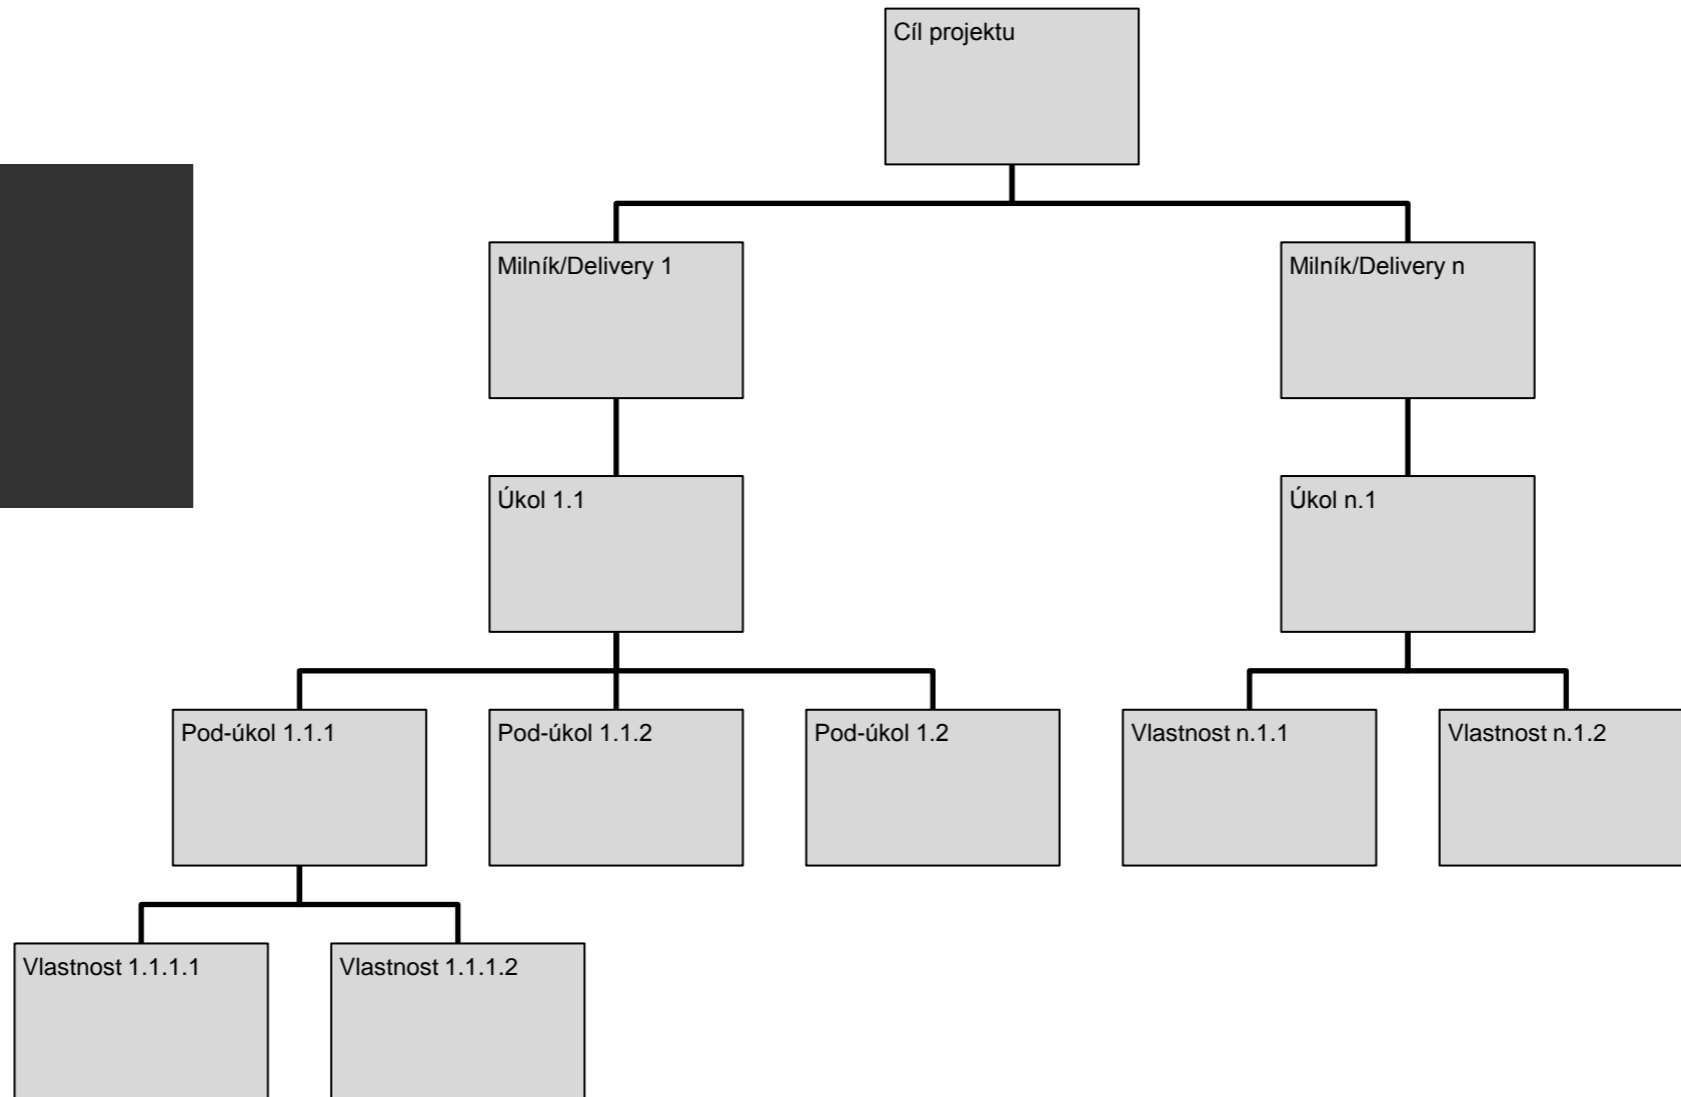 Cíl projektu
Milník/Delivery 1
Milník/Delivery n
Úkol 1.1
Úkol n.1
Pod-úkol 1.1.1
Pod-úkol 1.1.2
Pod-úkol 1.2
Vlastnost n.1.1
Vlastnost n.1.2
Vlastnost 1.1.1.1
Vlastnost 1.1.1.2